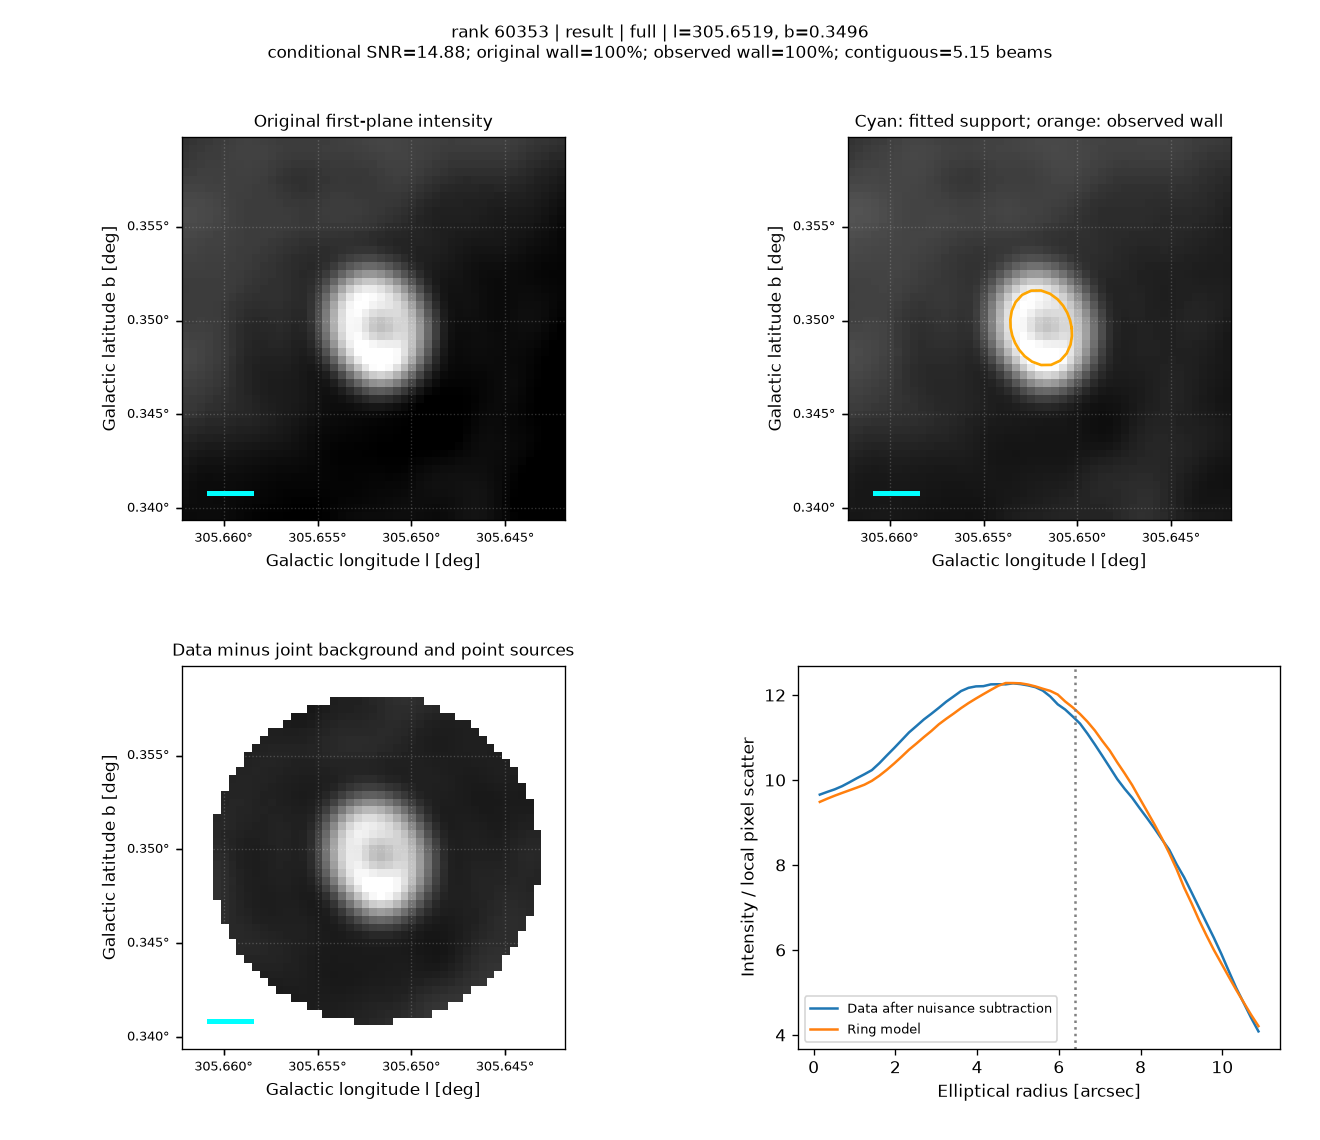 rank 60353 | result | full | l=305.6519, b=0.3496
conditional SNR=14.88; original wall=100%; observed wall=100%; contiguous=5.15 beams
Original first-plane intensity
Galactic latitude b [deg]
0.355°
0.350°
0.345°
0.340°
305.660°
305.655°
305.650°
305.645°
Galactic longitude l [deg]
Cyan: fitted support; orange: observed wall
Galactic latitude b [deg]
0.355°
0.350°
0.345°
0.340°
305.660°
305.655°
305.650°
305.645°
Galactic longitude l [deg]
Data minus joint background and point sources
Galactic latitude b [deg]
0.355°
0.350°
0.345°
0.340°
305.660°
305.655°
305.650°
305.645°
Galactic longitude l [deg]
Intensity / local pixel scatter
12
10
8
6
4
Data after nuisance subtraction
Ring model
0
2
4
6
8
10
Elliptical radius [arcsec]